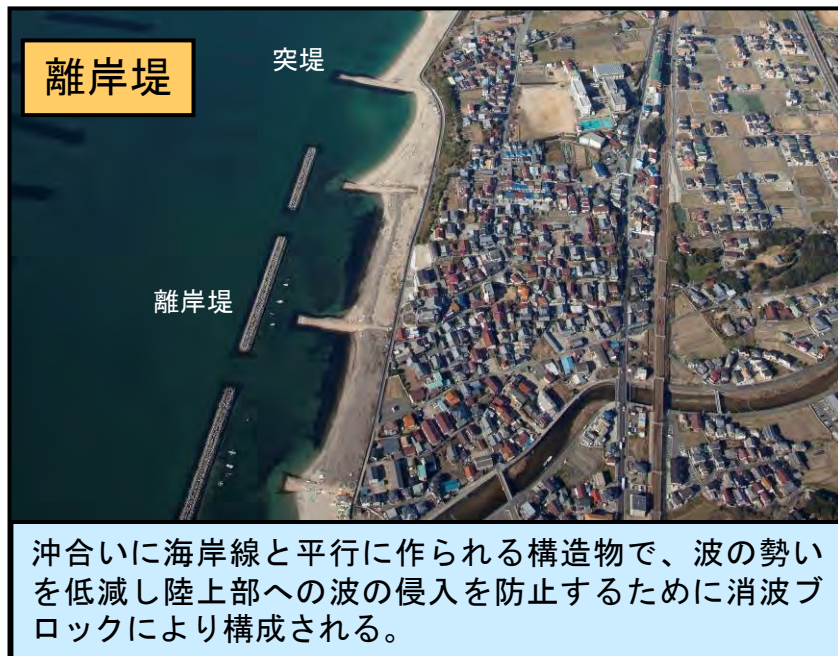 離岸堤
突堤
離岸堤
沖合いに海岸線と平行に作られる構造物で、波の勢い
を低減し陸上部への波の侵入を防止するために消波ブ
ロックにより構成される。